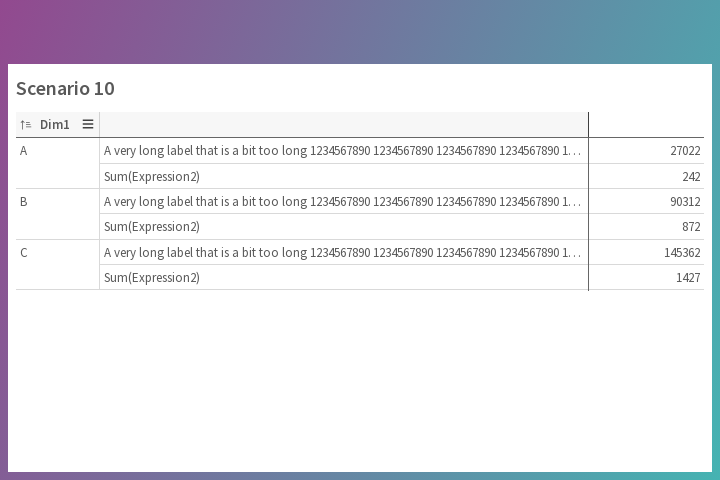 Scenario 10
Dim1
A A very long label that is a bit too long 1234567890 1234567890 1234567890 1234567890 1... 27022
Sum(Expression2) 242
B A very long label that is a bit too long 1234567890 1234567890 1234567890 1234567890 1... 90312
Sum(Expression2) 872
C A very long label that is a bit too long 1234567890 1234567890 1234567890 1234567890 1... 145362
Sum(Expression2) 1427